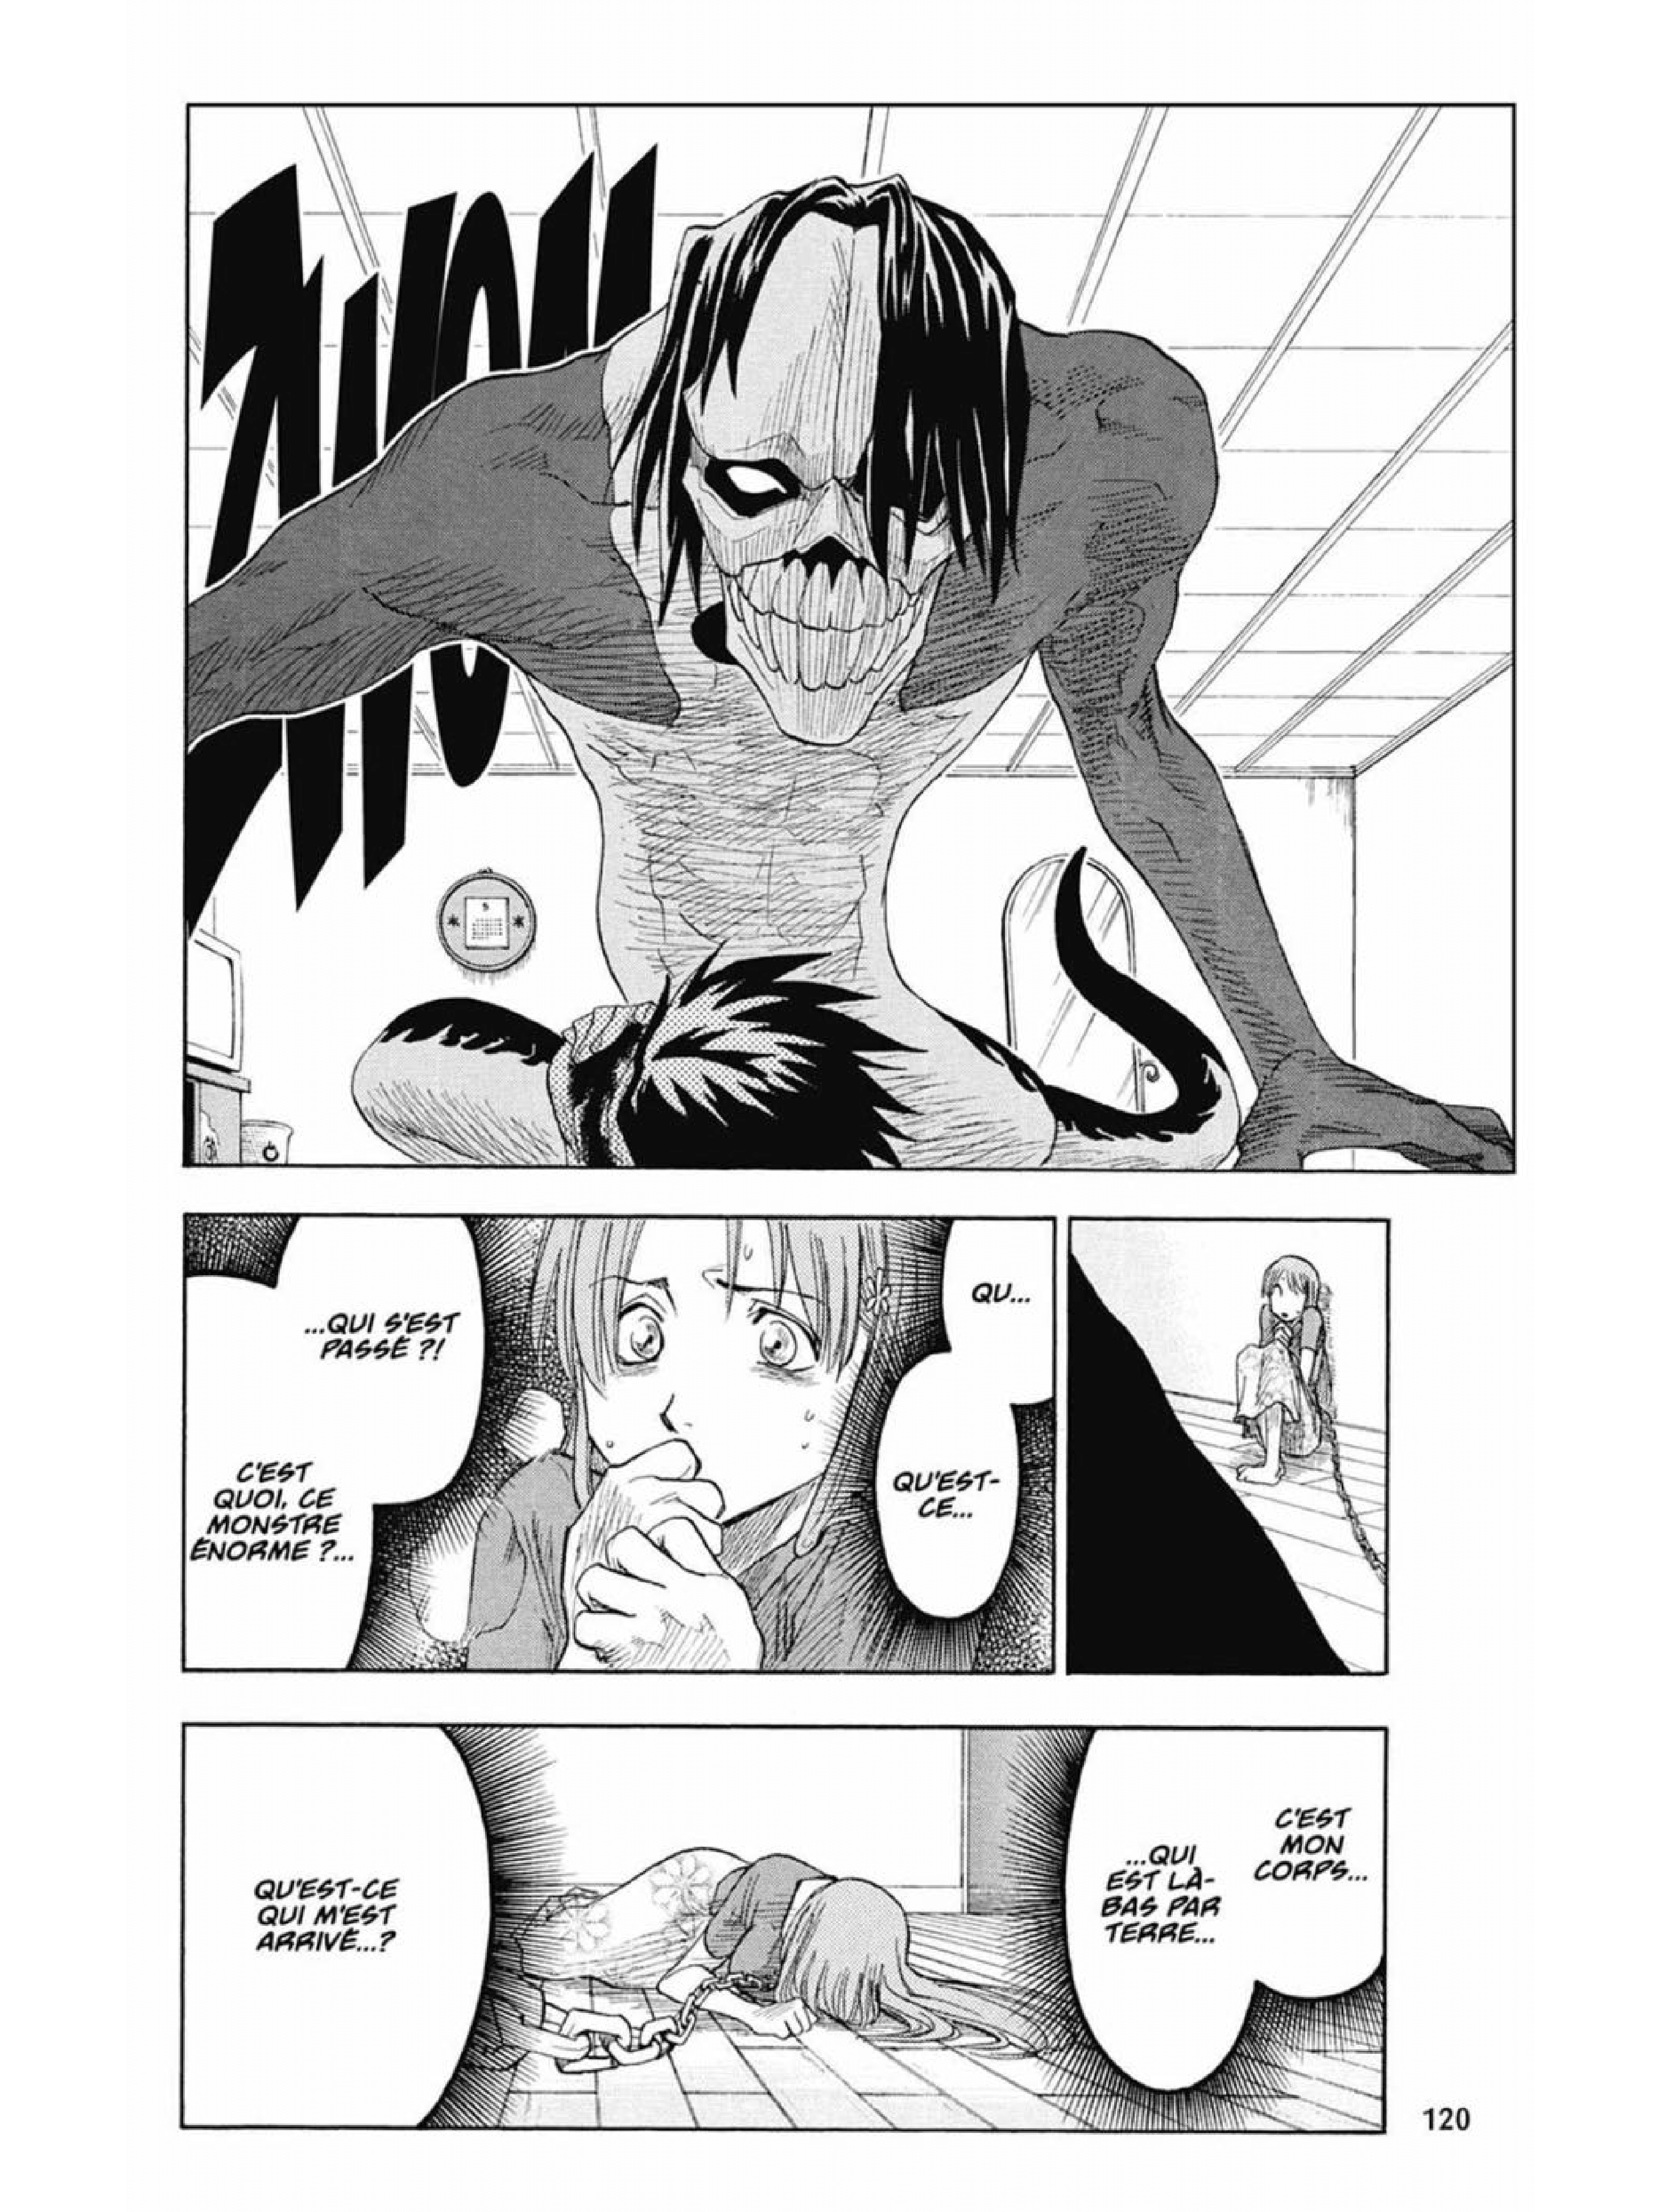 QU...
QU'EST-
CE...
...QUI S'EST
PASSÉ ?!
C'EST
QUOI, CE
MONSTRE
ÉNORME ?...
C'EST
MON
CORPS...
...QUI
EST LÀ-
BAS PAR
TERRE...
QU'EST-CE
QUI M'EST
ARRIVÉ...?
120